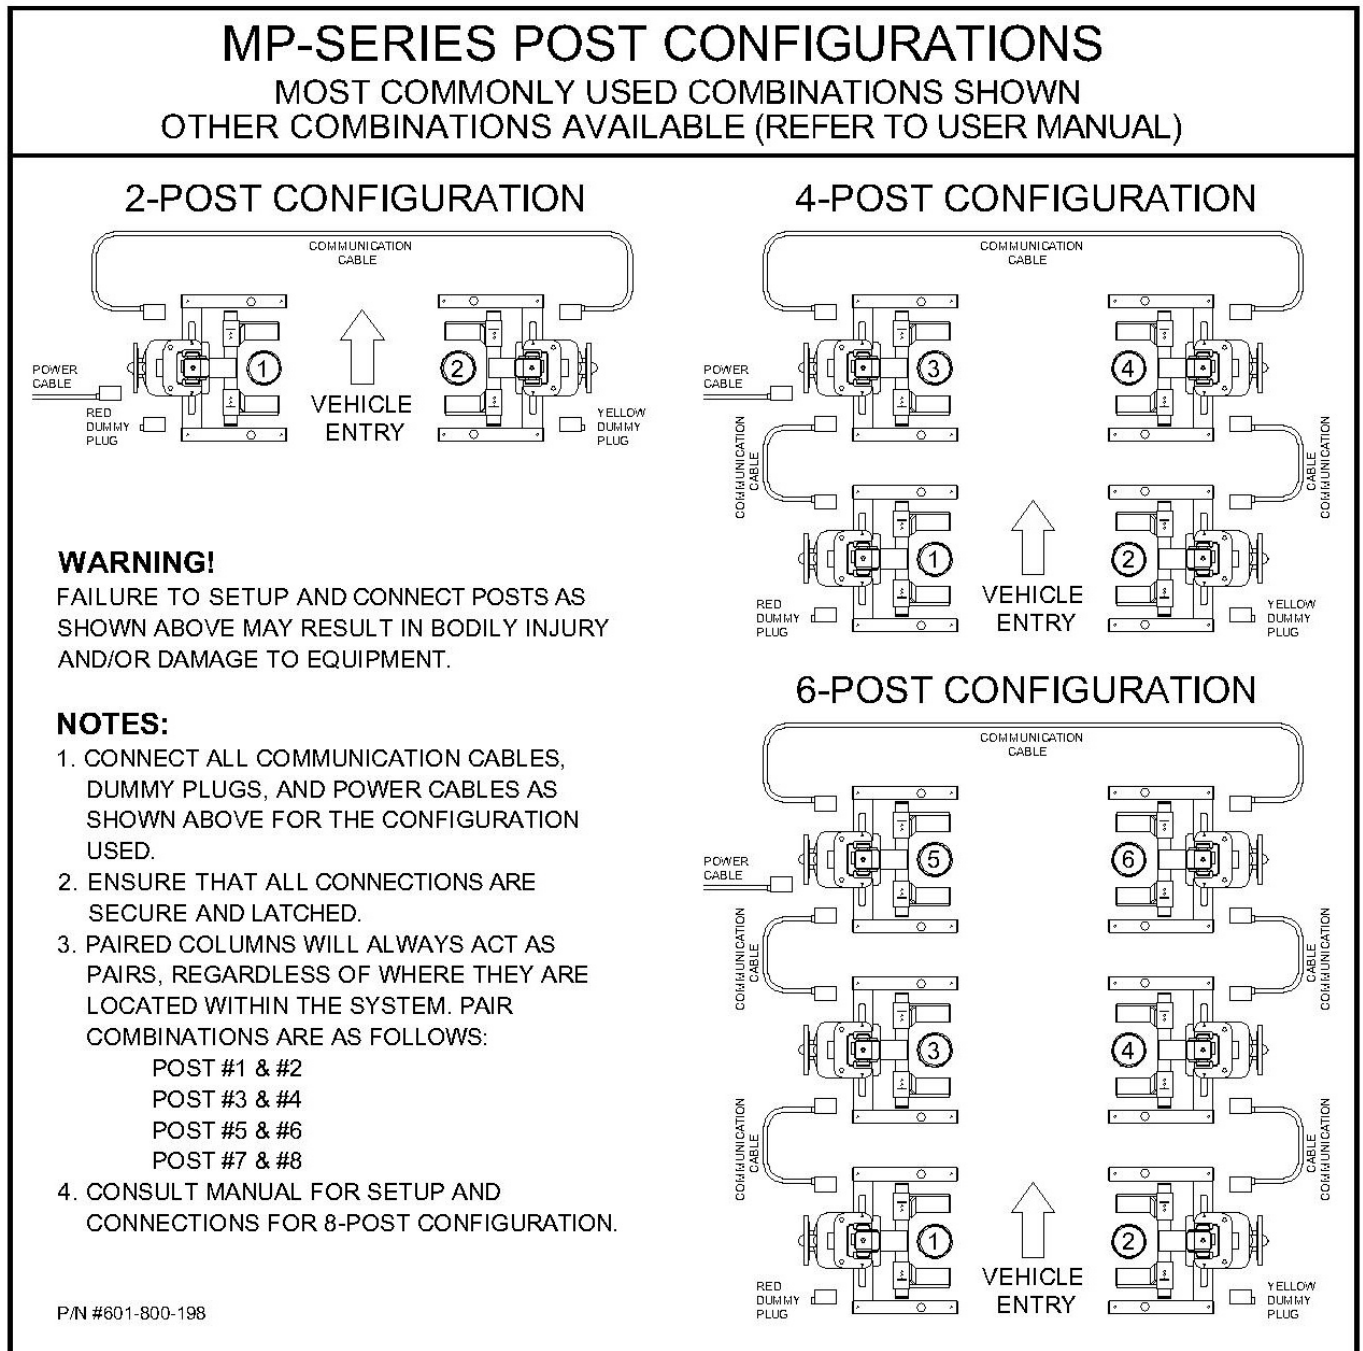 MP-SERIES POST CONFIGURATIONS
MOST COMMONLY USED COMBINATIONS SHOWN
OTHER COMBINATIONS AVAILABLE (REFER TO USER MANUAL)
2-POST CONFIGURATION
COMMUNICATION
CABLE
POWER
CABLE
RED
DUMMY
PLUG
1
VEHICLE
ENTRY
2
YELLOW
DUMMY
PLUG
WARNING!
FAILURE TO SETUP AND CONNECT POSTS AS
SHOWN ABOVE MAY RESULT IN BODILY INJURY
AND/OR DAMAGE TO EQUIPMENT.
NOTES:
1. CONNECT ALL COMMUNICATION CABLES,
DUMMY PLUGS, AND POWER CABLES AS
SHOWN ABOVE FOR THE CONFIGURATION
USED.
2. ENSURE THAT ALL CONNECTIONS ARE
SECURE AND LATCHED.
3. PAIRED COLUMNS WILL ALWAYS ACT AS
PAIRS, REGARDLESS OF WHERE THEY ARE
LOCATED WITHIN THE SYSTEM. PAIR
COMBINATIONS ARE AS FOLLOWS:
POST #1 & #2
POST #3 & #4
POST #5 & #6
POST #7 & #8
4. CONSULT MANUAL FOR SETUP AND
CONNECTIONS FOR 8-POST CONFIGURATION.
P/N #601-800-198
4-POST CONFIGURATION
COMMUNICATION
CABLE
POWER
CABLE
3
4
COMMUNICATION
CABLE
COMMUNICATION
CABLE
1
2
VEHICLE
ENTRY
RED
DUMMY
PLUG
YELLOW
DUMMY
PLUG
6-POST CONFIGURATION
COMMUNICATION
CABLE
POWER
CABLE
5
6
COMMUNICATION
CABLE
COMMUNICATION
CABLE
3
4
COMMUNICATION
CABLE
COMMUNICATION
CABLE
1
2
VEHICLE
ENTRY
RED
DUMMY
PLUG
YELLOW
DUMMY
PLUG